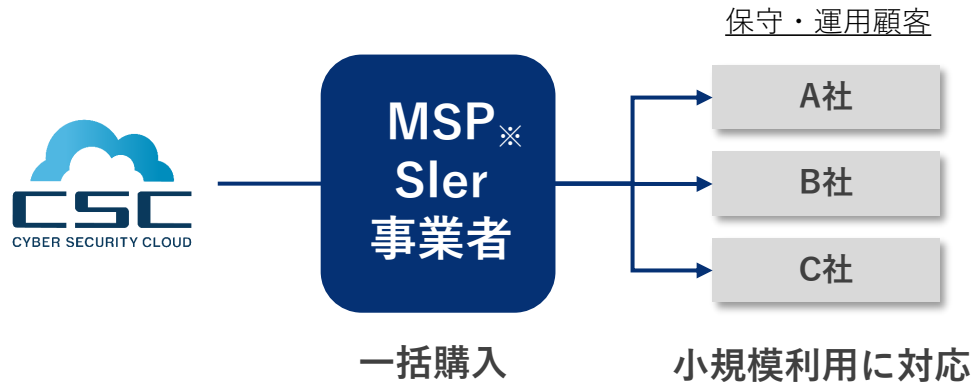 保守・運用顧客
CSC
CYBER SECURITY CLOUD
MSP※
SIer
事業者
A社
B社
C社
一括購入
小規模利用に対応